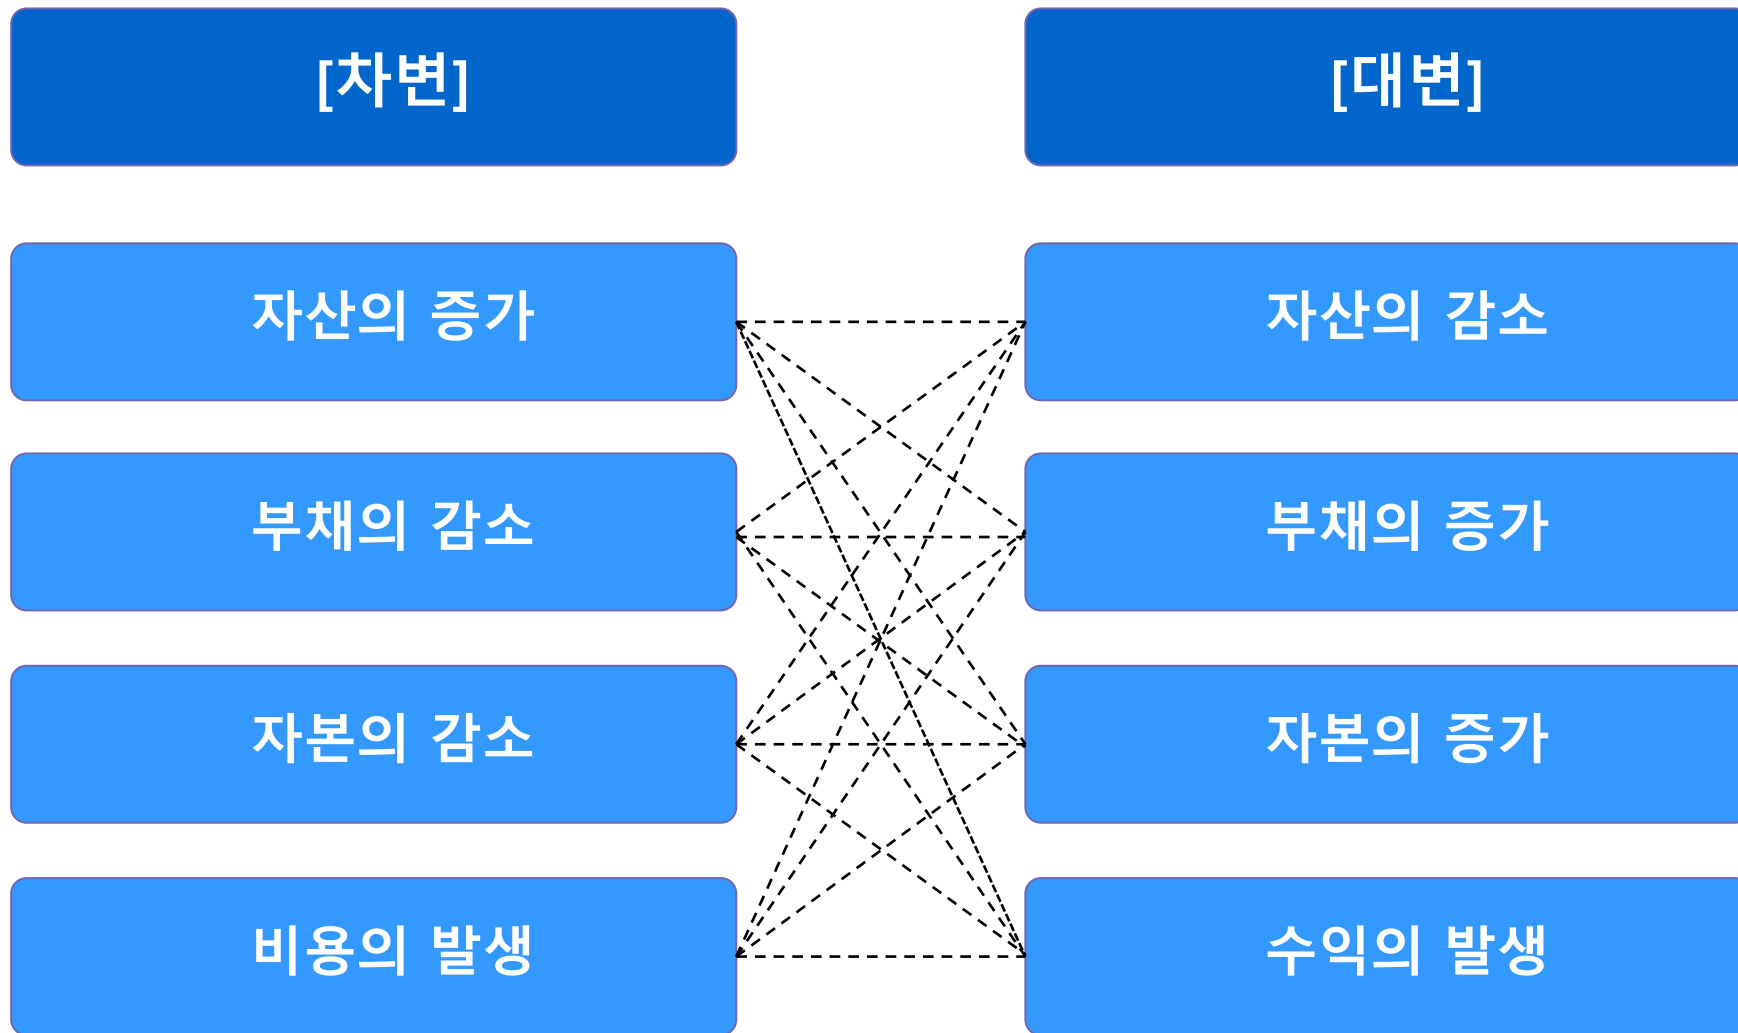 [차변]
[대변]
자산의 증가
자산의 감소
부채의 감소
부채의 증가
자본의 감소
자본의 증가
비용의 발생
수익의 발생